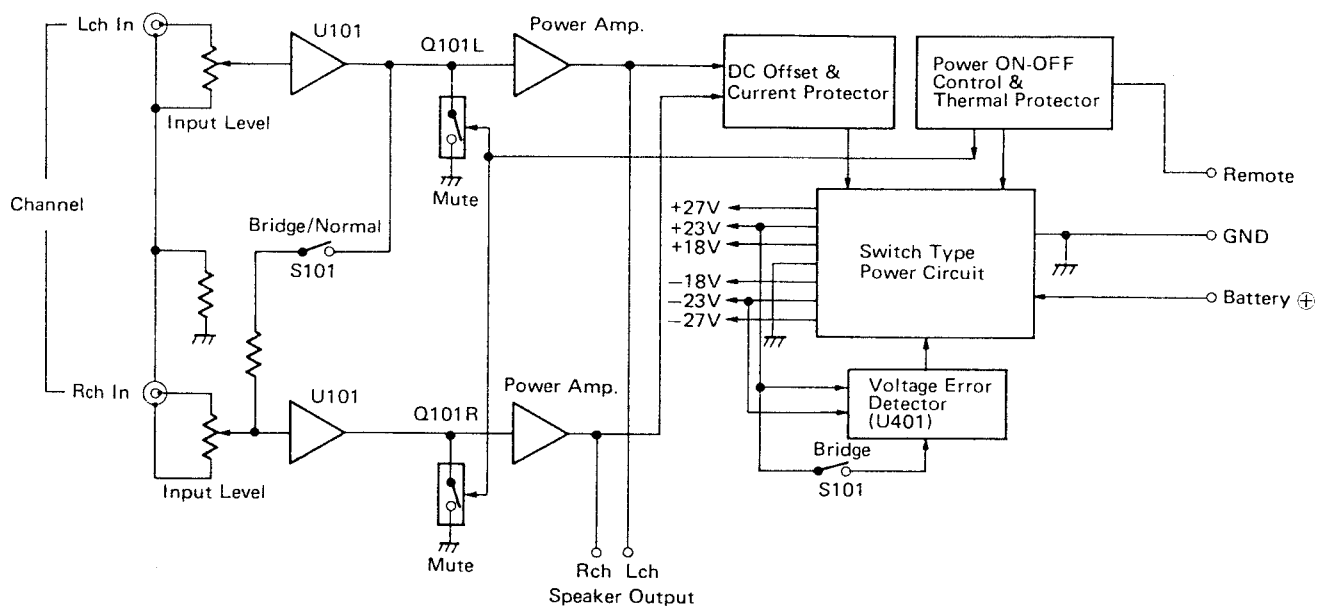 Lch In
U101
Q101L
Power Amp.
DC Offset &
Current Protector
Power ON-OFF
Control &
Thermal Protector
Input Level
Mute
Remote
Channel
Bridge/Normal
S101
+27V
+23V
+18V
−18V
−23V
−27V
Switch Type
Power Circuit
GND
Battery ⊕
Rch In
U101
Q101R
Power Amp.
Voltage Error
Detector
(U401)
Bridge
S101
Input Level
Mute
Rch Lch
Speaker Output